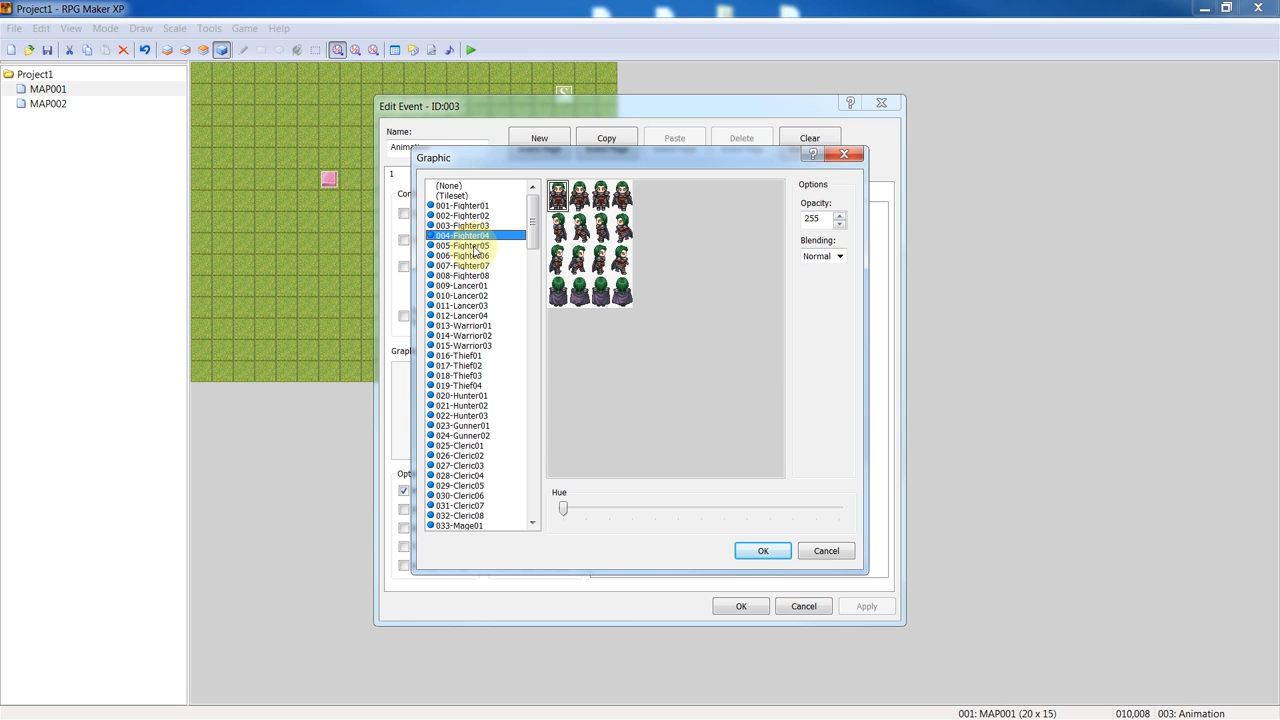 Project1 - RPG Maker XP
File Edit View Mode Draw Scale Tools Game Help
Project1
MAP001
MAP002
Edit Event - ID:003
Name:
New
Copy
Paste
Delete
Clear
Graphic
1
(None)
(Tileset)
001-Fighter01
002-Fighter02
003-Fighter03
004-Fighter04
005-Fighter05
006-Fighter06
007-Fighter07
008-Fighter08
009-Lancer01
010-Lancer02
011-Lancer03
012-Lancer04
013-Warrior01
014-Warrior02
015-Warrior03
016-Thief01
017-Thief02
018-Thief03
019-Thief04
020-Hunter01
021-Hunter02
022-Hunter03
023-Gunner01
024-Gunner02
025-Cleric01
026-Cleric02
027-Cleric03
028-Cleric04
029-Cleric05
030-Cleric06
031-Cleric07
032-Cleric08
033-Mage01
Options
Opacity:
255
Blending:
Normal
Hue
OK
Cancel
OK
Cancel
Apply
001: MAP001 (20 x 15)
010,008
003: Animation